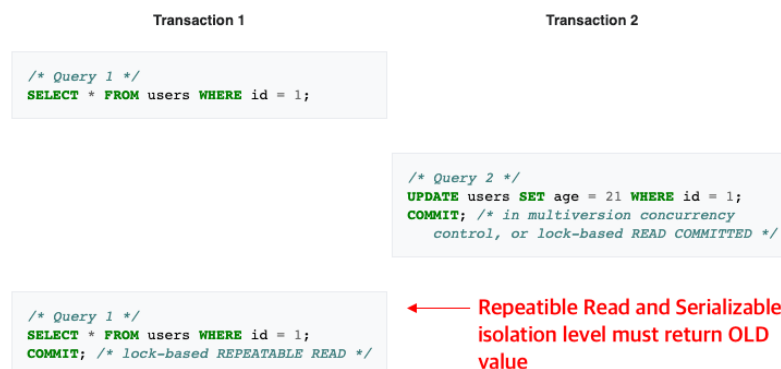 Transaction 1
Transaction 2
/* Query 1 */
SELECT * FROM users WHERE id = 1;
/* Query 2 */
UPDATE users SET age = 21 WHERE id = 1;
COMMIT; /* in multiversion concurrency
control, or lock-based READ COMMITTED */
/* Query 1 */
SELECT * FROM users WHERE id = 1;
COMMIT; /* lock-based REPEATABLE READ */
Repeatible Read and Serializable
isolation level must return OLD
value